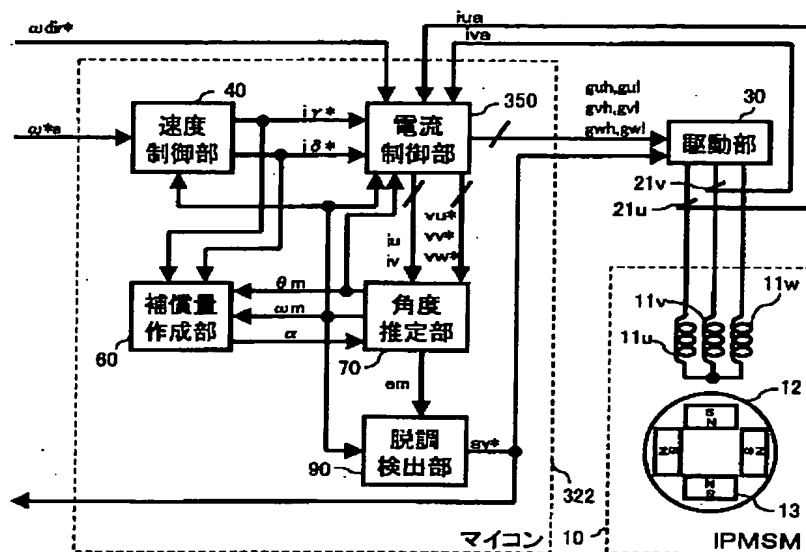 ωdir*
iua
iva
40
350
guh,gul
gvh,gvl
gwh,gwl
30
ω*a
速度
制御部
iγ*
iδ*
電流
制御部
駆動部
21v
21u
iu
iv
vu*
vv*
vw*
θm
ωm
α
補償量
作成部
60
角度
推定部
70
em
脱調
検出部
90
sv*
322
マイコン
11w
11v
11u
12
S
N
N
S
S
N
N
S
13
10
IPMSM